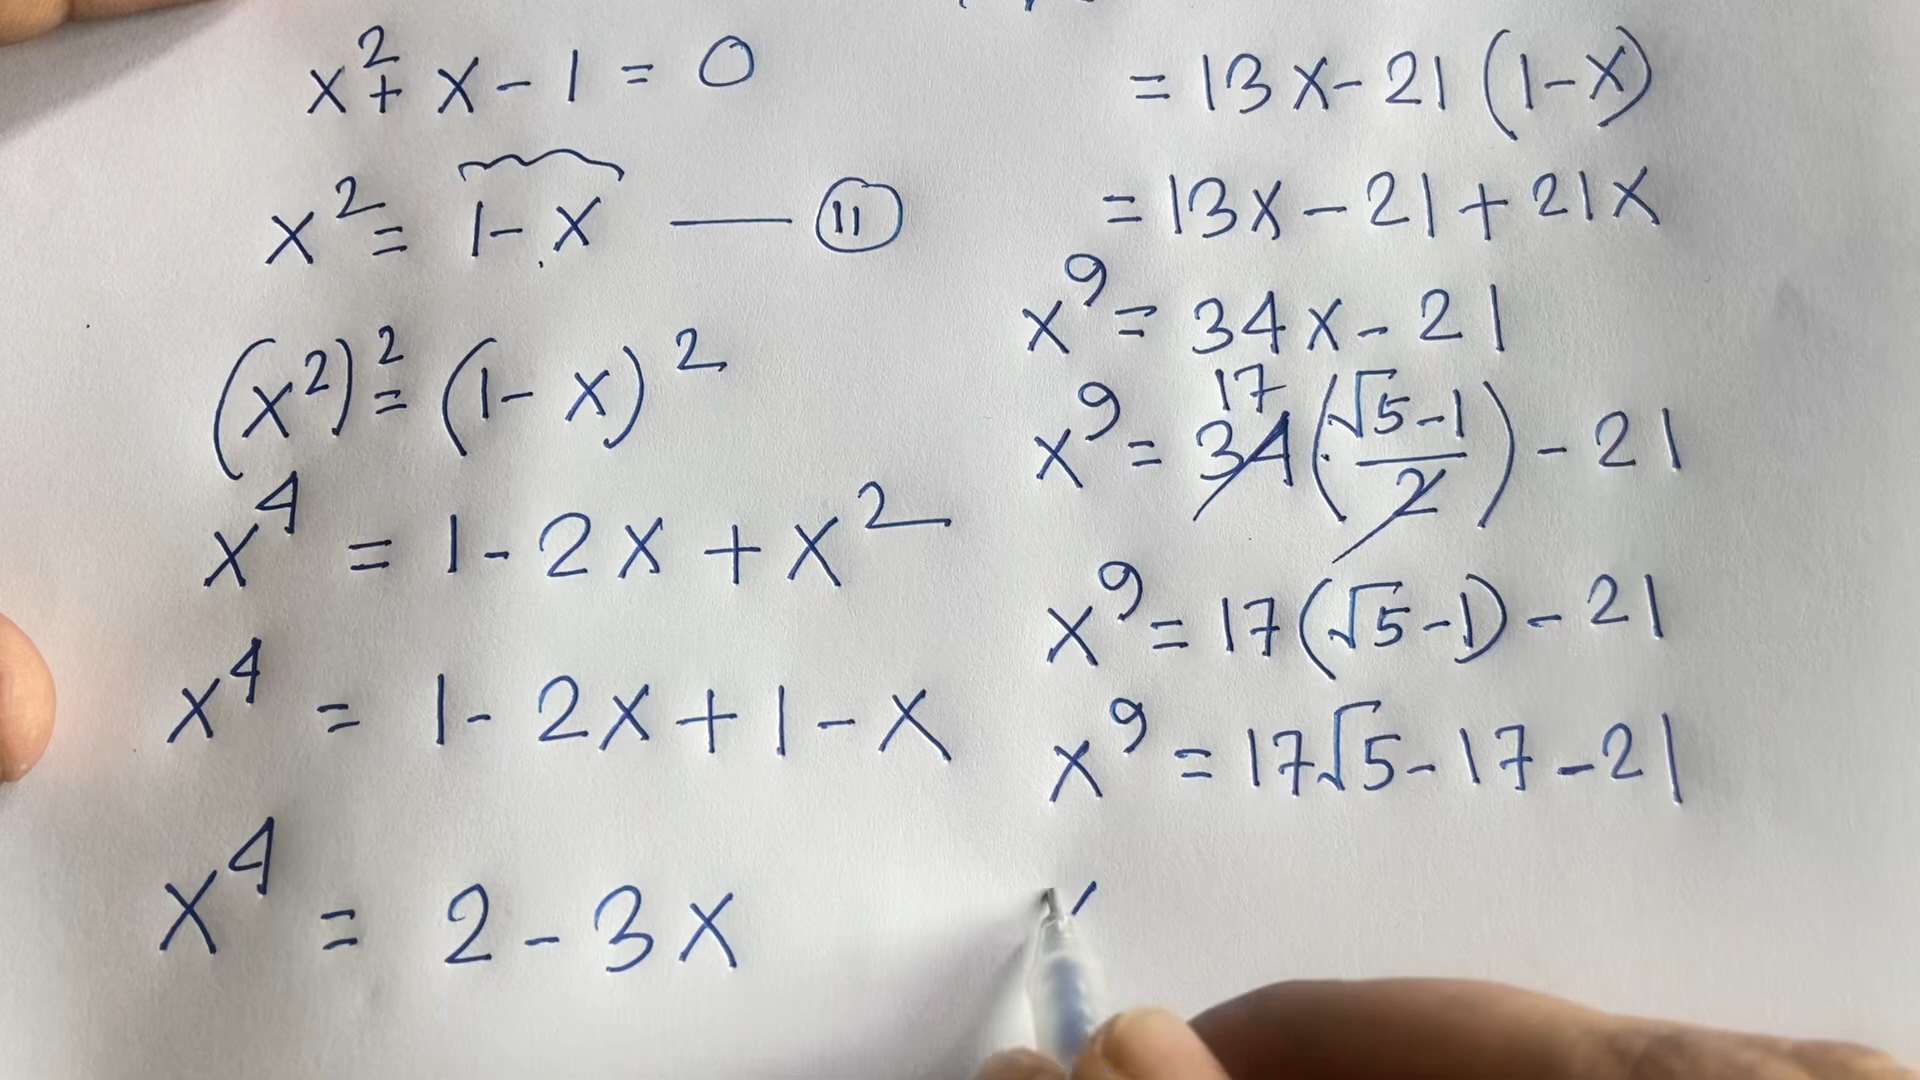 x² + x - 1 = 0
x² = 1 - x —— (11)
(x²)² = (1 - x)²
x⁴ = 1 - 2x + x²
x⁴ = 1 - 2x + 1 - x
x⁴ = 2 - 3x
= 13x - 21(1 - x)
= 13x - 21 + 21x
x⁹ = 34x - 21
17
x⁹ = 34((√5 - 1)/2) - 21
x⁹ = 17(√5 - 1) - 21
x⁹ = 17√5 - 17 - 21